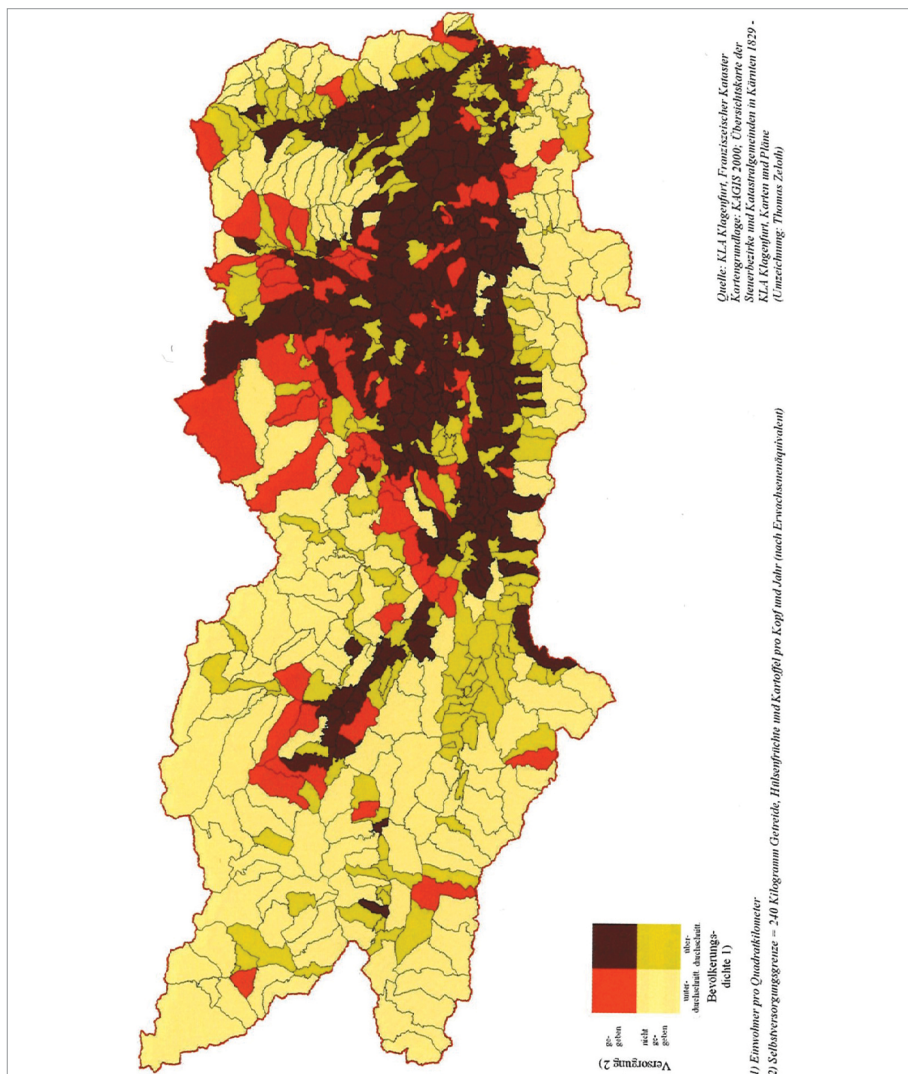 Quelle: KLA Klagenfurt, Franziszeischer Kataster
Kartengrundlage: KAGIS 2000; Übersichtskarte der
Steuerbezirke und Katastralgemeinden in Kärnten 1829 -
KLA Klagenfurt, Karten und Pläne
(Umzeichnung: Thomas Zeloth)
ge-
geben
nicht
ge-
geben
Versorgung 2)
unter-
durchschnitt.
über-
durchschnitt.
Bevölkerungs-
dichte 1)
1) Einwohner pro Quadratkilometer
2) Selbstversorgungsgrenze = 240 Kilogramm Getreide, Hülsenfrüchte und Kartoffel pro Kopf und Jahr (nach Erwachsenenäquivalent)